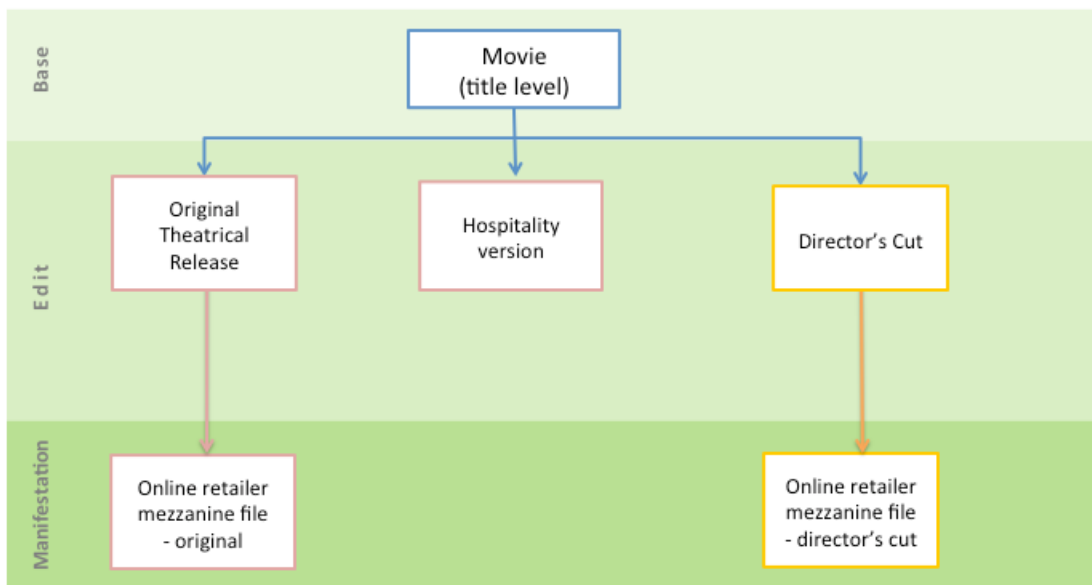 Base
Movie
(title level)
Edit
Original
Theatrical
Release
Hospitality
version
Director’s Cut
Manifestation
Online retailer
mezzanine file
- original
Online retailer
mezzanine file
- director’s cut